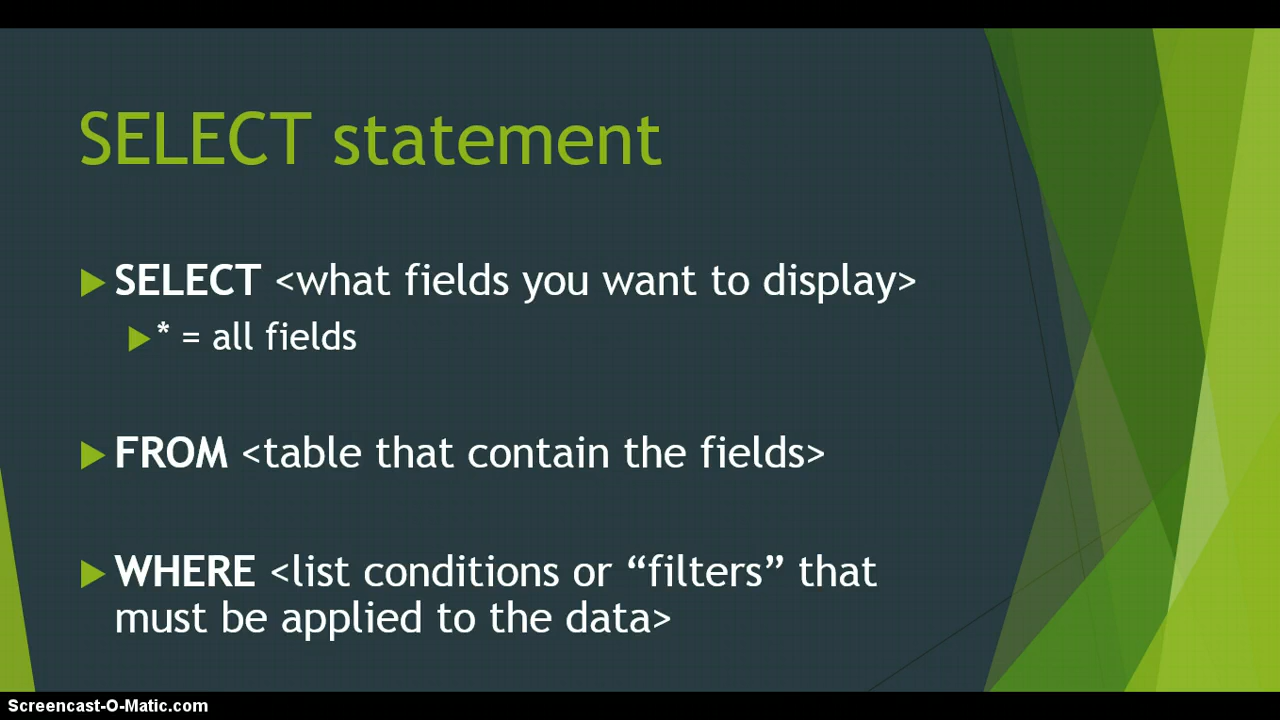 SELECT statement
SELECT <what fields you want to display>
* = all fields
FROM <table that contain the fields>
WHERE <list conditions or “filters” that
must be applied to the data>
Screencast-O-Matic.com